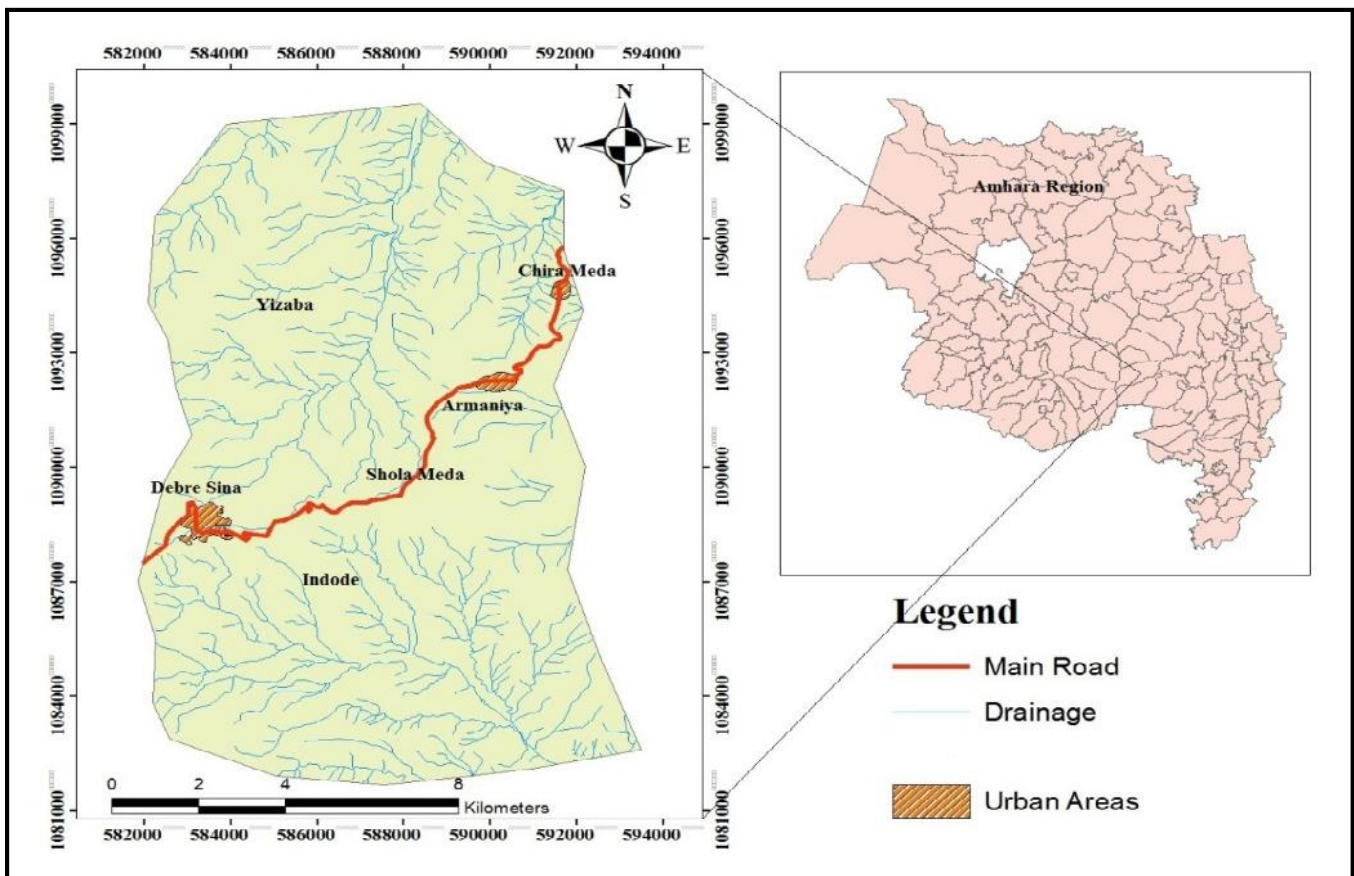 582000 584000 586000 588000 590000 592000 594000
1099000
1096000
1093000
1090000
1087000
1084000
1081000
N
W E
S
Chira Meda
Yizaba
Armaniya
Shola Meda
Debre Sina
Indode
0 2 4 8
Kilometers
582000 584000 586000 588000 590000 592000 594000
1099000
1096000
1093000
1090000
1087000
1084000
1081000
Amhara Region
Legend
Main Road
Drainage
Urban Areas